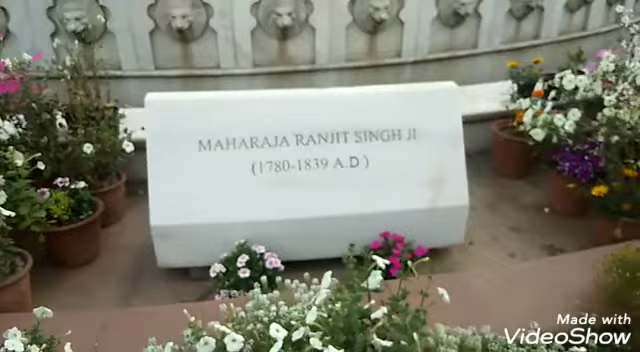 MAHARAJA RANJIT SINGH JI
(1780-1839 A.D)
Made with
VideoShow